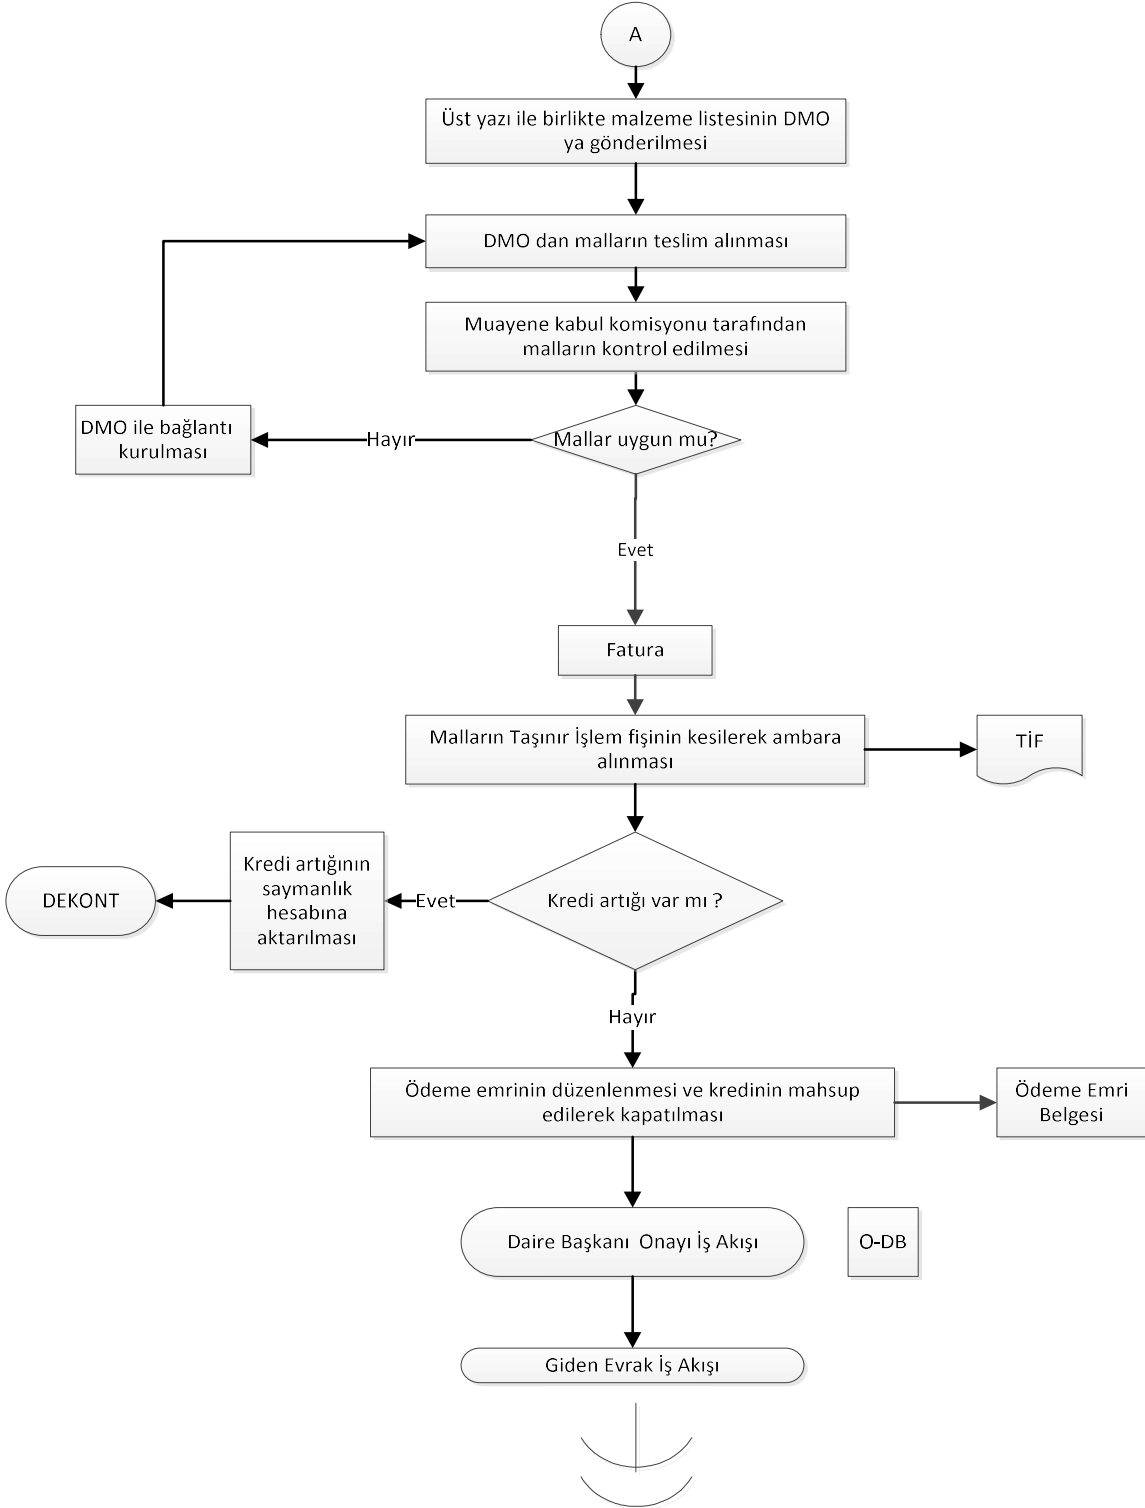 A
Üst yazı ile birlikte malzeme listesinin DMO
ya gönderilmesi
DMO dan malların teslim alınması
Muayene kabul komisyonu tarafından
malların kontrol edilmesi
Mallar uygun mu?
Hayır
DMO ile bağlantı
kurulması
Evet
Fatura
Malların Taşınır İşlem fişinin kesilerek ambara
alınması
TİF
Kredi artığı var mı ?
Evet
Kredi artığının
saymanlık
hesabına
aktarılması
DEKONT
Hayır
Ödeme emrinin düzenlenmesi ve kredinin mahsup
edilerek kapatılması
Ödeme Emri
Belgesi
Daire Başkanı  Onayı İş Akışı
O-DB
Giden Evrak İş Akışı